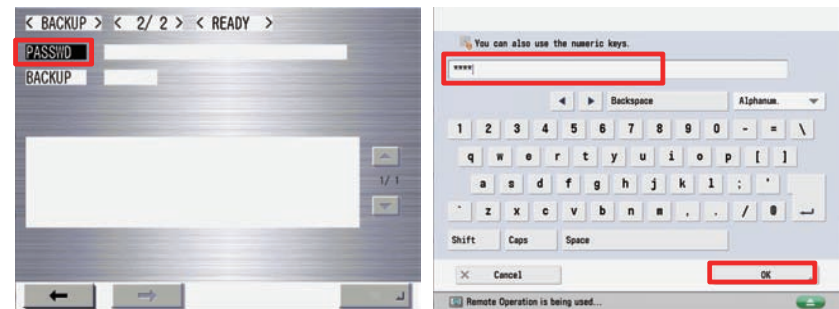 < BACKUP > < 2/ 2 > < READY >
PASSWD
BACKUP
1/ 1
You can also use the numeric keys.
****
Backspace Alphanum.
1 2 3 4 5 6 7 8 9 0 - = \
q w e r t y u i o p [ ]
a s d f g h j k l ; '
` z x c v b n m , . / @
Shift Caps Space
× Cancel OK
Remote Operation is being used...